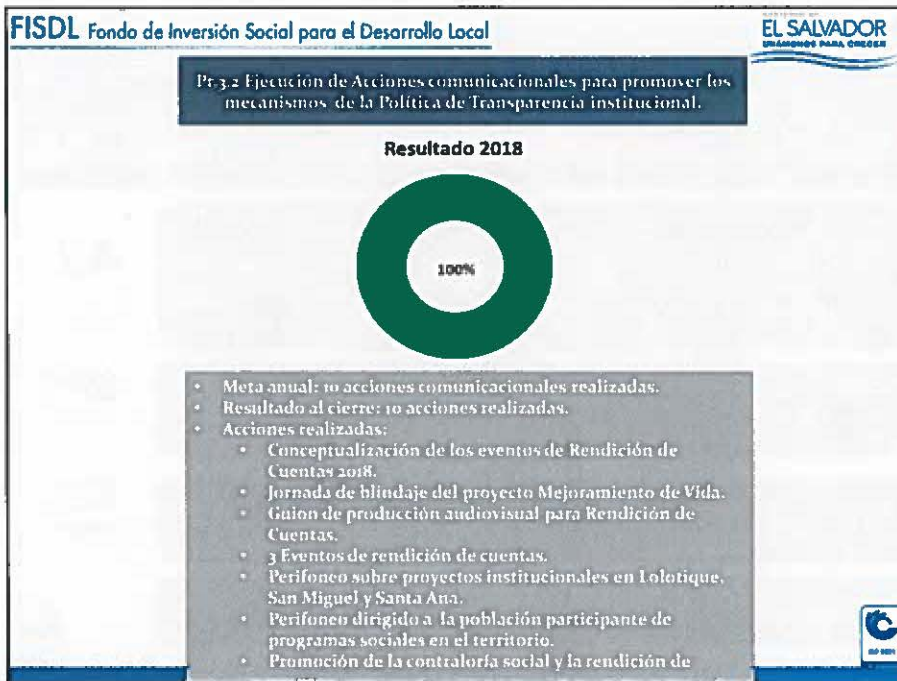 FISDL Fondo de Inversión Social para el Desarrollo Local
EL SALVADOR
UNÁMONOS PARA CRECER
Pr.3.2 Ejecución de Acciones comunicacionales para promover los
mecanismos de la Política de Transparencia institucional.
Resultado 2018
100%
• Meta anual: 10 acciones comunicacionales realizadas.
• Resultado al cierre: 10 acciones realizadas.
• Acciones realizadas:
• Conceptualización de los eventos de Rendición de
Cuentas 2018.
• Jornada de blindaje del proyecto Mejoramiento de Vida.
• Guion de producción audiovisual para Rendición de
Cuentas.
• 3 Eventos de rendición de cuentas.
• Perifoneo sobre proyectos institucionales en Lolotique,
San Miguel y Santa Ana.
• Perifoneo dirigido a la población participante de
programas sociales en el territorio.
• Promoción de la contraloría social y la rendición de